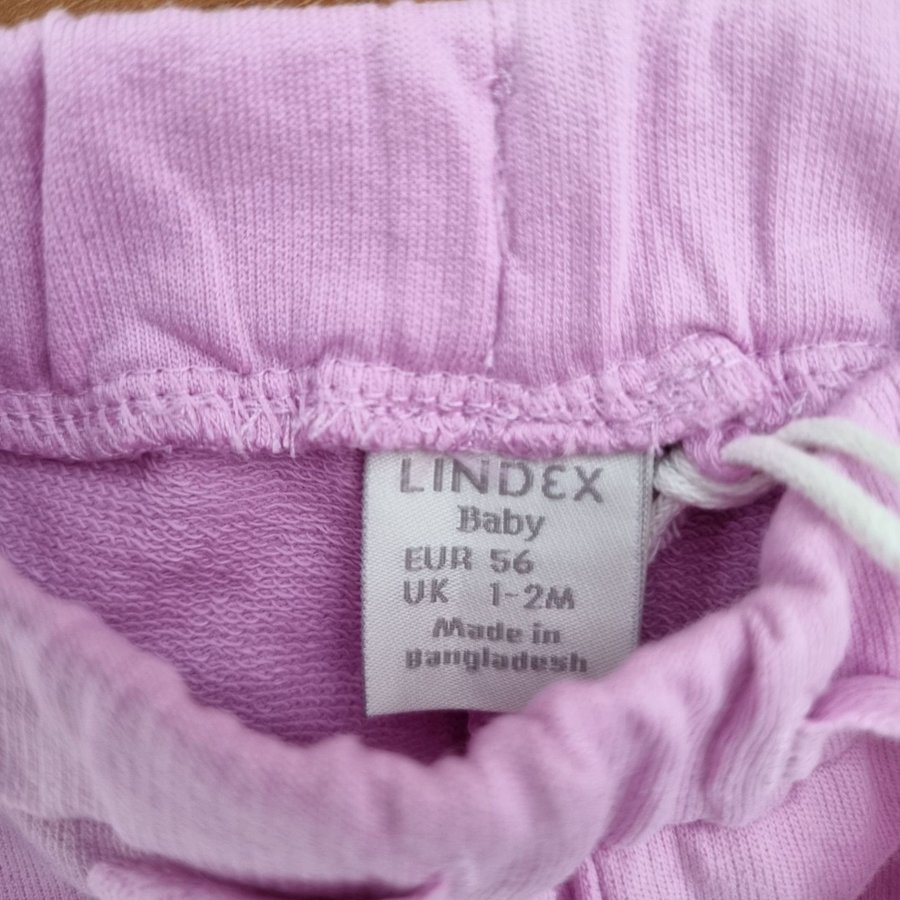 LINDEX
Baby
EUR 56
UK 1-2M
Made in
Bangladesh